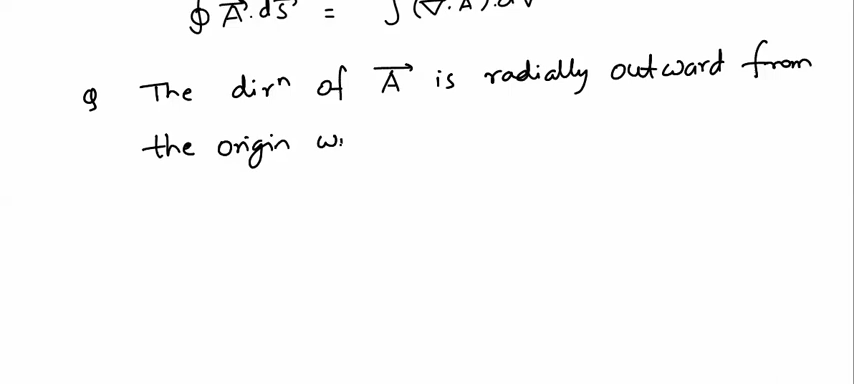 ∮ A⃗.ds⃗ = ∫(∇.A).dv
Q The dirⁿ of A⃗ is radially outward from
the origin